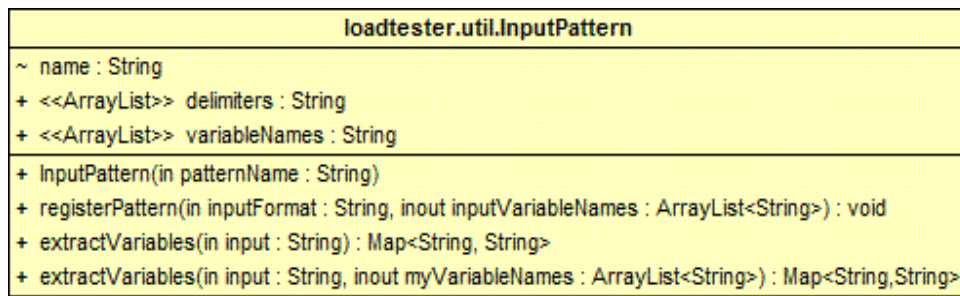 loadtester.util.InputPattern
~ name : String
+ <<ArrayList>> delimiters : String
+ <<ArrayList>> variableNames : String
+ InputPattern(in patternName : String)
+ registerPattern(in inputFormat : String, inout inputVariableNames : ArrayList<String>) : void
+ extractVariables(in input : String) : Map<String, String>
+ extractVariables(in input : String, inout myVariableNames : ArrayList<String>) : Map<String,String>